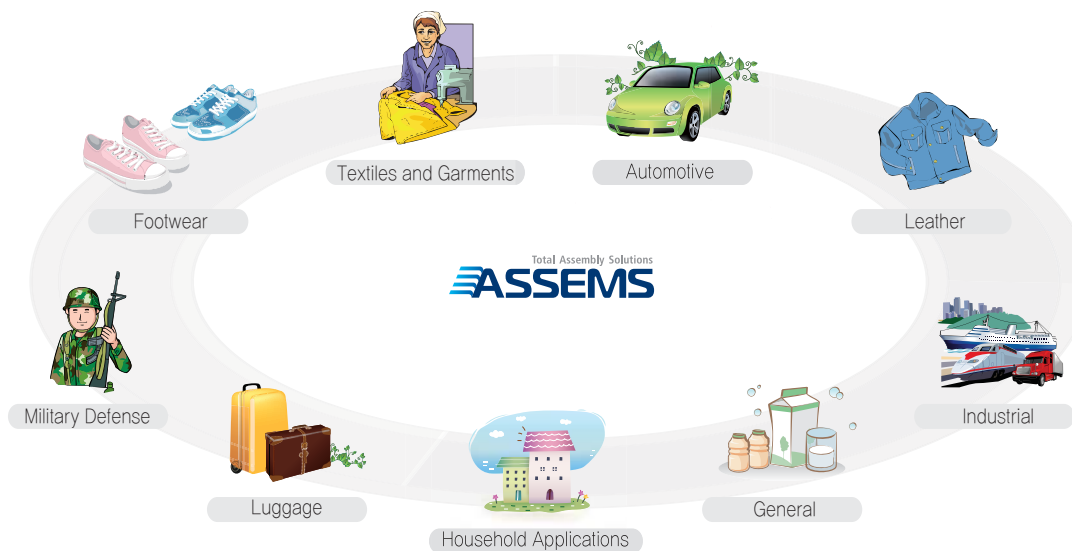 Textiles and Garments
Automotive
Footwear
Leather
Total Assembly Solutions
ASSEMS
Military Defense
Industrial
Luggage
General
Household Applications